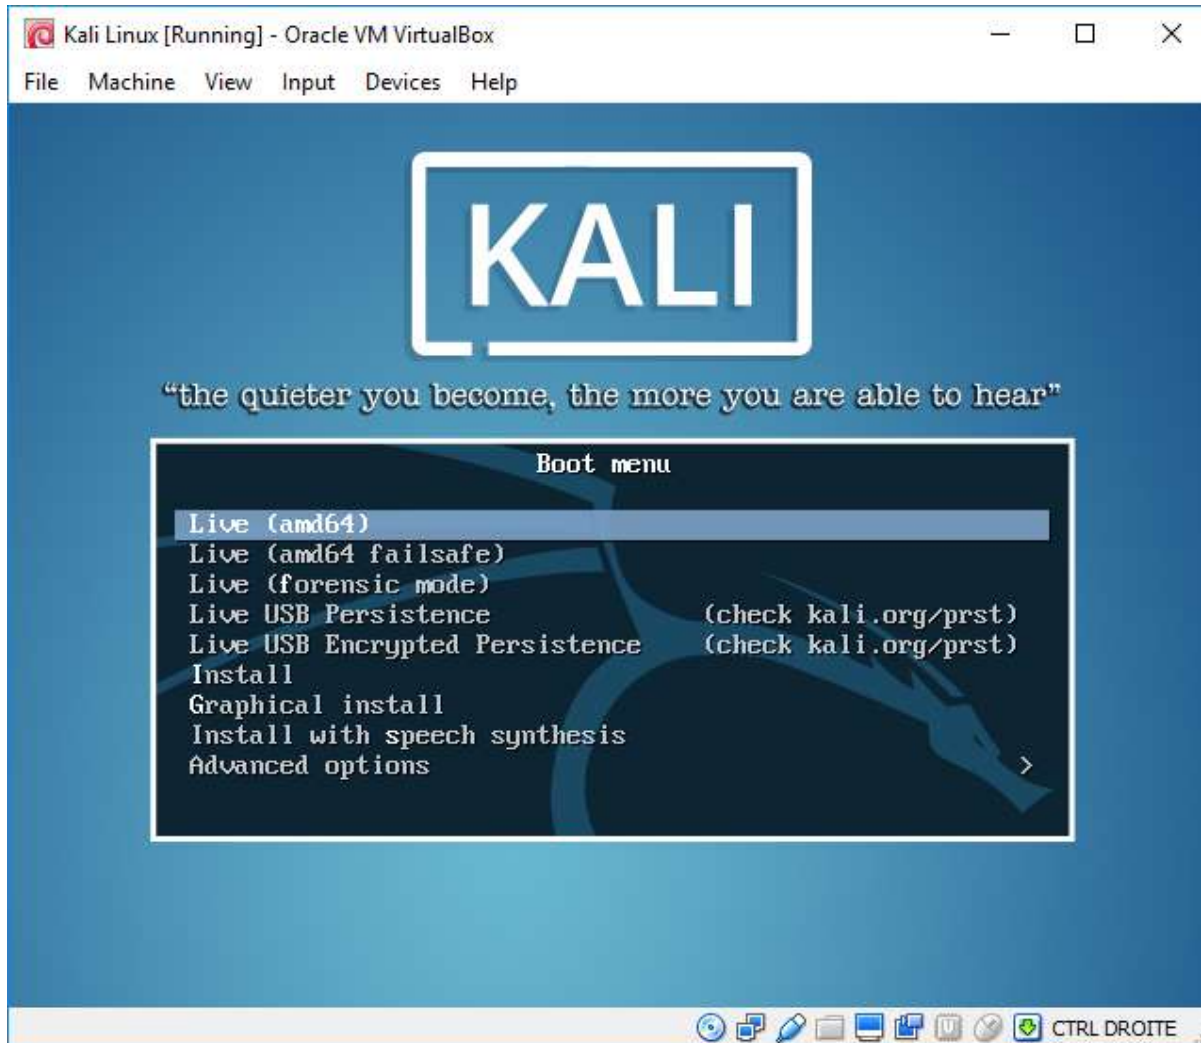 Kali Linux [Running] - Oracle VM VirtualBox
File Machine View Input Devices Help
KALI
“the quieter you become, the more you are able to hear”
Boot menu
Live (amd64)
Live (amd64 failsafe)
Live (forensic mode)
Live USB Persistence (check kali.org/prst)
Live USB Encrypted Persistence (check kali.org/prst)
Install
Graphical install
Install with speech synthesis
Advanced options >
CTRL DROITE